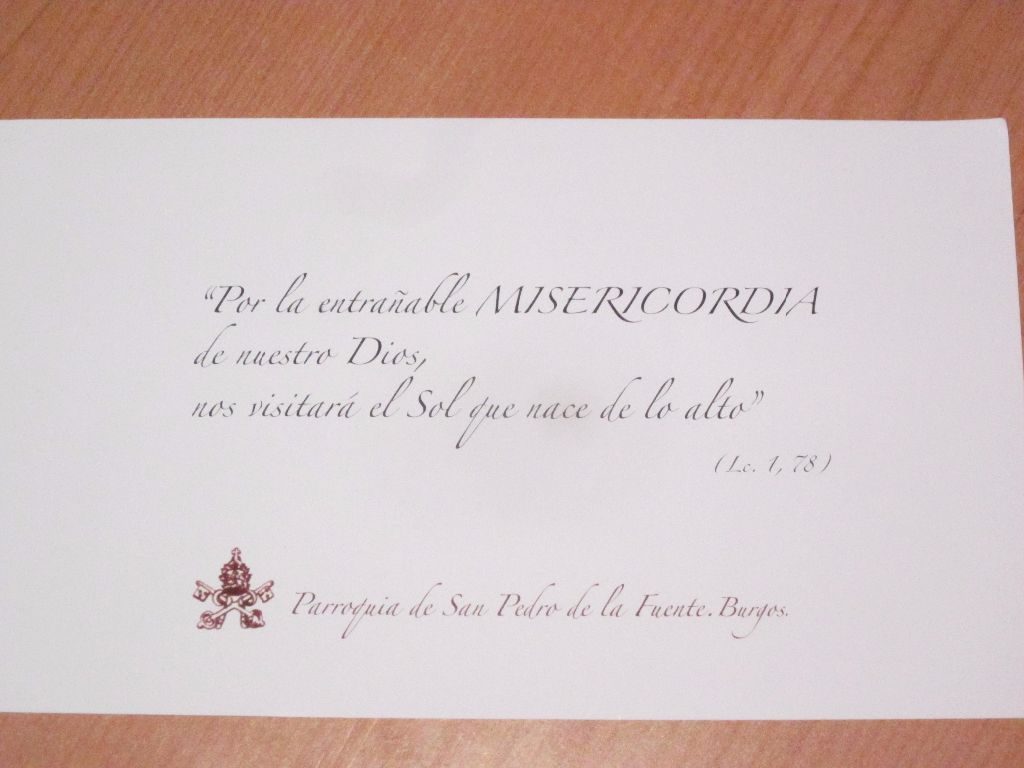 “Por la entrañable MISERICORDIA
de nuestro Dios,
nos visitará el Sol que nace de lo alto”
(Lc. 1, 78)
Parroquia de San Pedro de la Fuente. Burgos.